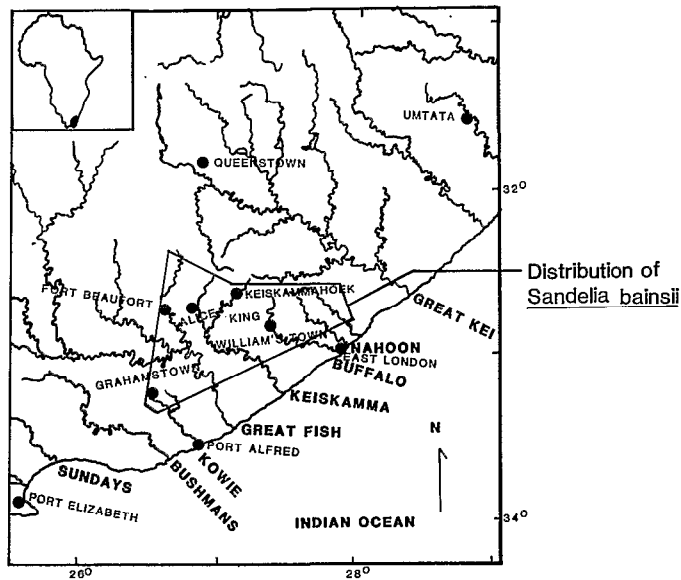 UMTATA
QUEENSTOWN
32°
Distribution of
Sandelia bainsii
FORT BEAUFORT
KEISKAMMAHOEK
ALICE
KING
WILLIAM'S TOWN
GREAT KEI
NAHOON
EAST LONDON
BUFFALO
GRAHAMSTOWN
KEISKAMMA
GREAT FISH
N
PORT ALFRED
KOWIE
BUSHMANS
SUNDAYS
PORT ELIZABETH
INDIAN OCEAN
34°
26°
28°